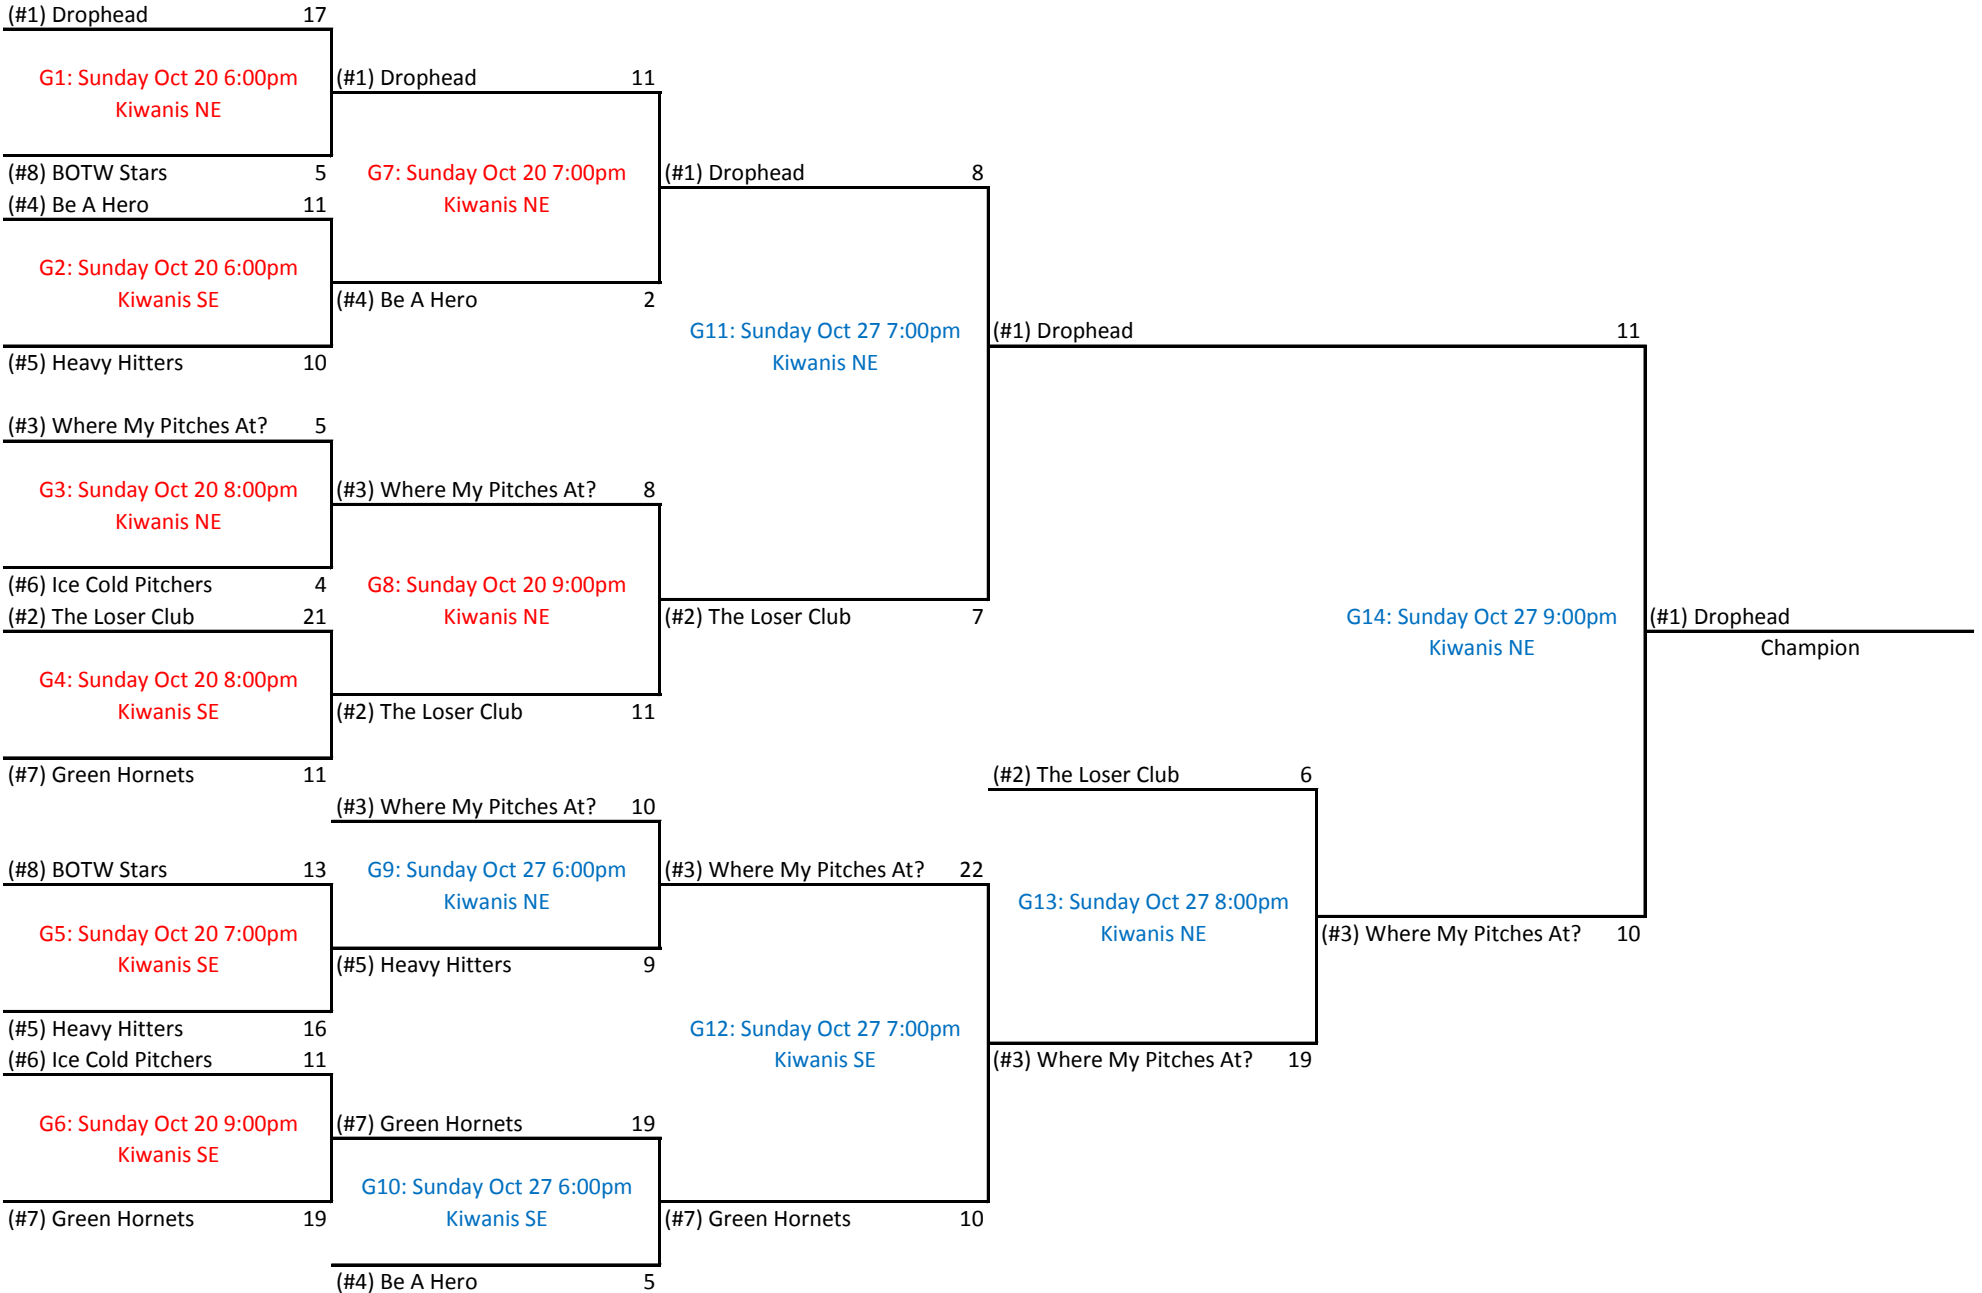 (#1) Drophead 17
G1: Sunday Oct 20 6:00pm
Kiwanis NE
(#8) BOTW Stars 5
(#4) Be A Hero 11
G2: Sunday Oct 20 6:00pm
Kiwanis SE
(#5) Heavy Hitters 10
(#3) Where My Pitches At? 5
G3: Sunday Oct 20 8:00pm
Kiwanis NE
(#6) Ice Cold Pitchers 4
(#2) The Loser Club 21
G4: Sunday Oct 20 8:00pm
Kiwanis SE
(#7) Green Hornets 11
(#8) BOTW Stars 13
G5: Sunday Oct 20 7:00pm
Kiwanis SE
(#5) Heavy Hitters 16
(#6) Ice Cold Pitchers 11
G6: Sunday Oct 20 9:00pm
Kiwanis SE
(#7) Green Hornets 19
(#1) Drophead 11
G7: Sunday Oct 20 7:00pm
Kiwanis NE
(#4) Be A Hero 2
(#3) Where My Pitches At? 8
G8: Sunday Oct 20 9:00pm
Kiwanis NE
(#2) The Loser Club 11
(#3) Where My Pitches At? 10
G9: Sunday Oct 27 6:00pm
Kiwanis NE
(#5) Heavy Hitters 9
(#7) Green Hornets 19
G10: Sunday Oct 27 6:00pm
Kiwanis SE
(#4) Be A Hero 5
(#1) Drophead 8
G11: Sunday Oct 27 7:00pm
Kiwanis NE
(#2) The Loser Club 7
(#3) Where My Pitches At? 22
G12: Sunday Oct 27 7:00pm
Kiwanis SE
(#7) Green Hornets 10
(#1) Drophead 11
(#2) The Loser Club 6
G13: Sunday Oct 27 8:00pm
Kiwanis NE
(#3) Where My Pitches At? 19
G14: Sunday Oct 27 9:00pm
Kiwanis NE
(#3) Where My Pitches At? 10
(#1) Drophead
Champion